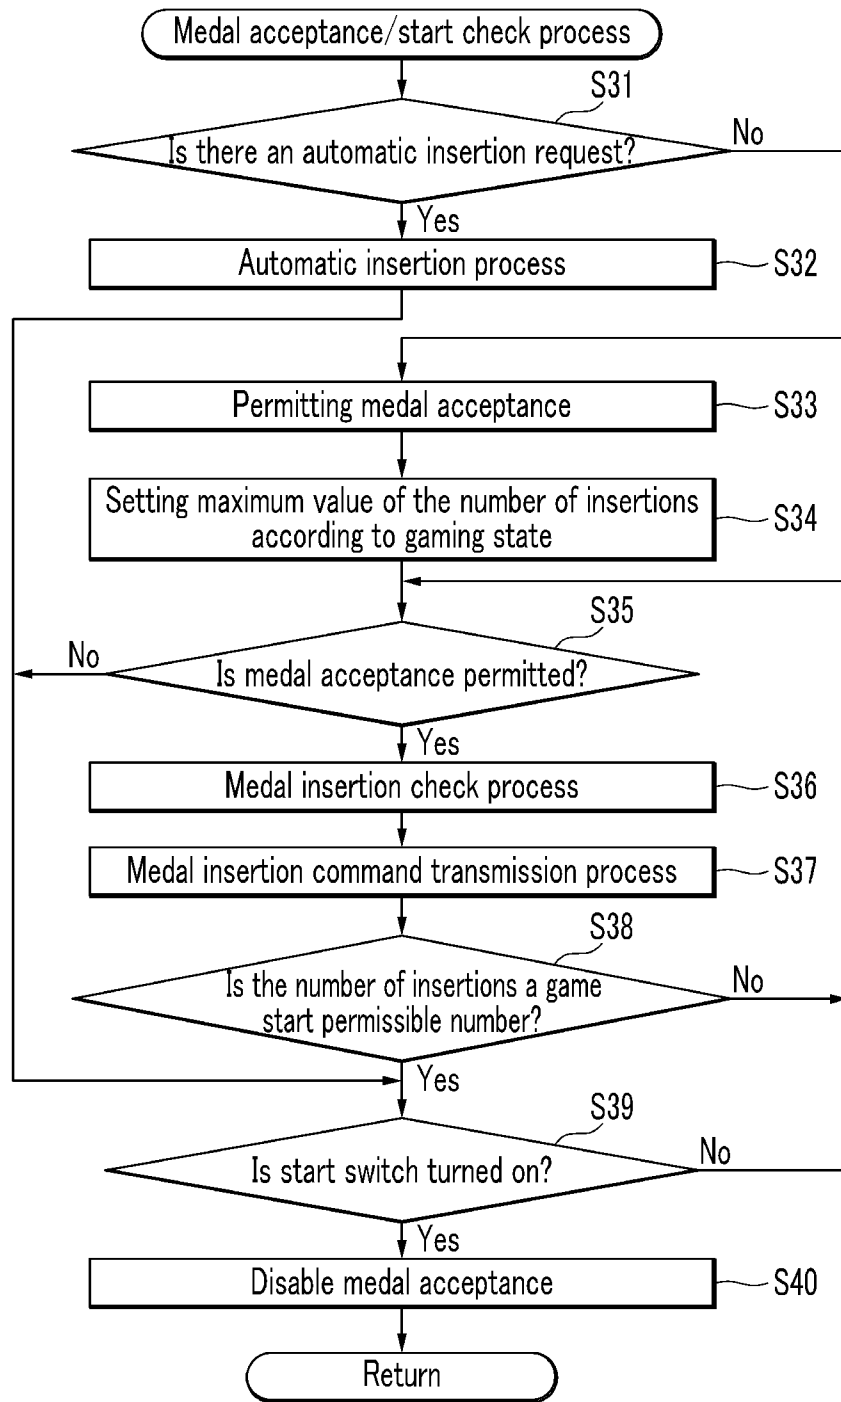 Medal acceptance/start check process
S31
Is there an automatic insertion request?
No
Yes
Automatic insertion process
S32
Permitting medal acceptance
S33
Setting maximum value of the number of insertions
according to gaming state
S34
S35
No
Is medal acceptance permitted?
Yes
Medal insertion check process
S36
Medal insertion command transmission process
S37
S38
Is the number of insertions a game
start permissible number?
No
Yes
S39
Is start switch turned on?
No
Yes
Disable medal acceptance
S40
Return